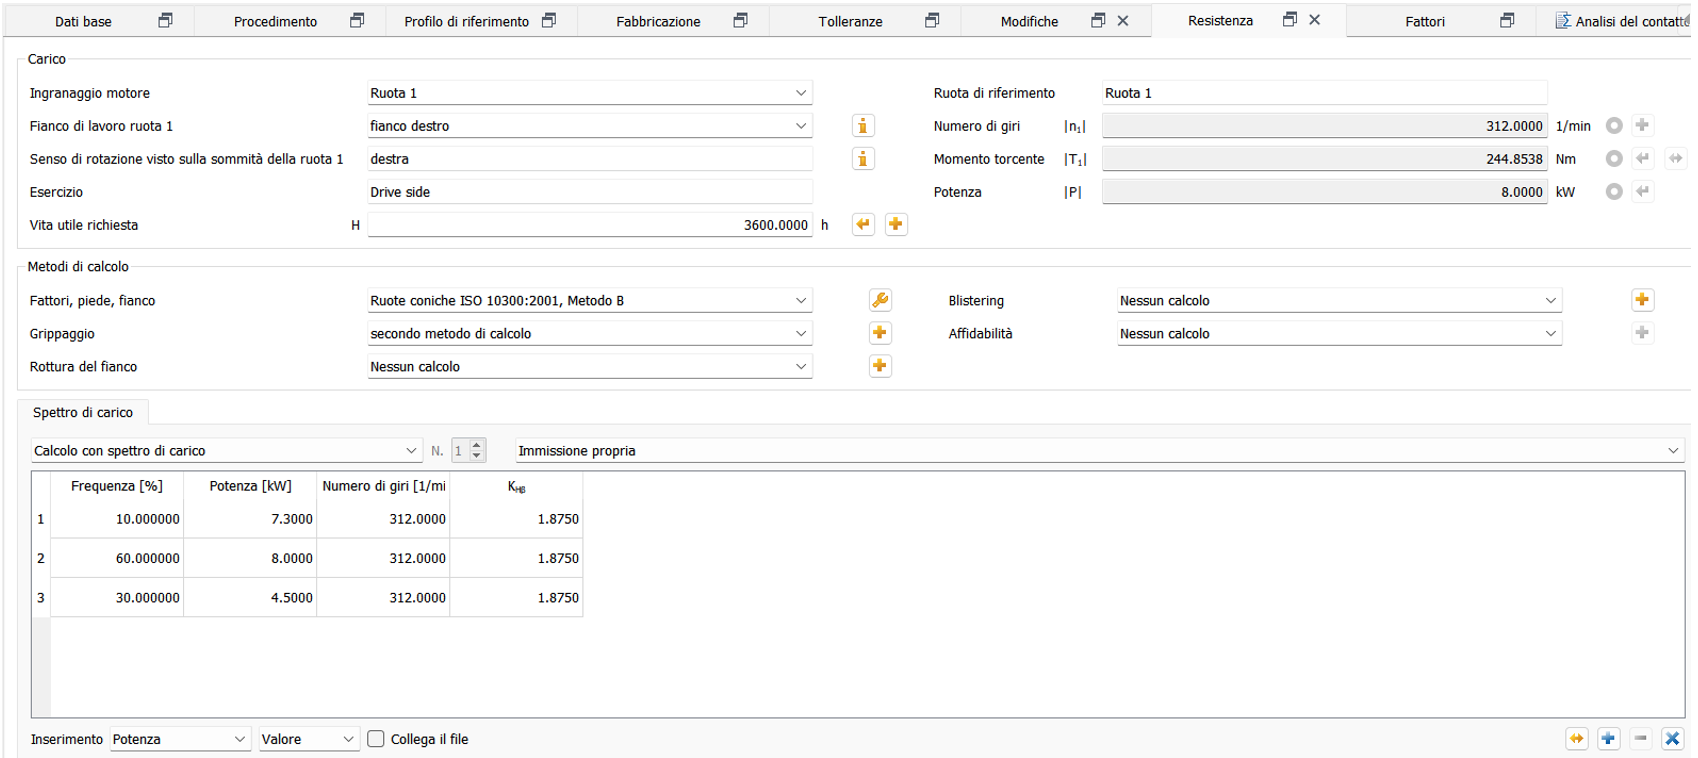 Dati base Procedimento Profilo di riferimento Fabbricazione Tolleranze Modifiche Resistenza Fattori Analisi del contatto
Carico
Ingranaggio motore Ruota 1 Ruota di riferimento Ruota 1
Fianco di lavoro ruota 1 fianco destro Numero di giri |n₁| 312.0000 1/min
Senso di rotazione visto sulla sommità della ruota 1 destra Momento torcente |T₁| 244.8538 Nm
Esercizio Drive side Potenza |P| 8.0000 kW
Vita utile richiesta H 3600.0000 h
Metodi di calcolo
Fattori, piede, fianco Ruote coniche ISO 10300:2001, Metodo B Blistering Nessun calcolo
Grippaggio secondo metodo di calcolo Affidabilità Nessun calcolo
Rottura del fianco Nessun calcolo
Spettro di carico
Calcolo con spettro di carico N. 1 Immissione propria
Frequenza [%] Potenza [kW] Numero di giri [1/mi KHβ
1 10.000000 7.3000 312.0000 1.8750
2 60.000000 8.0000 312.0000 1.8750
3 30.000000 4.5000 312.0000 1.8750
Inserimento Potenza Valore Collega il file